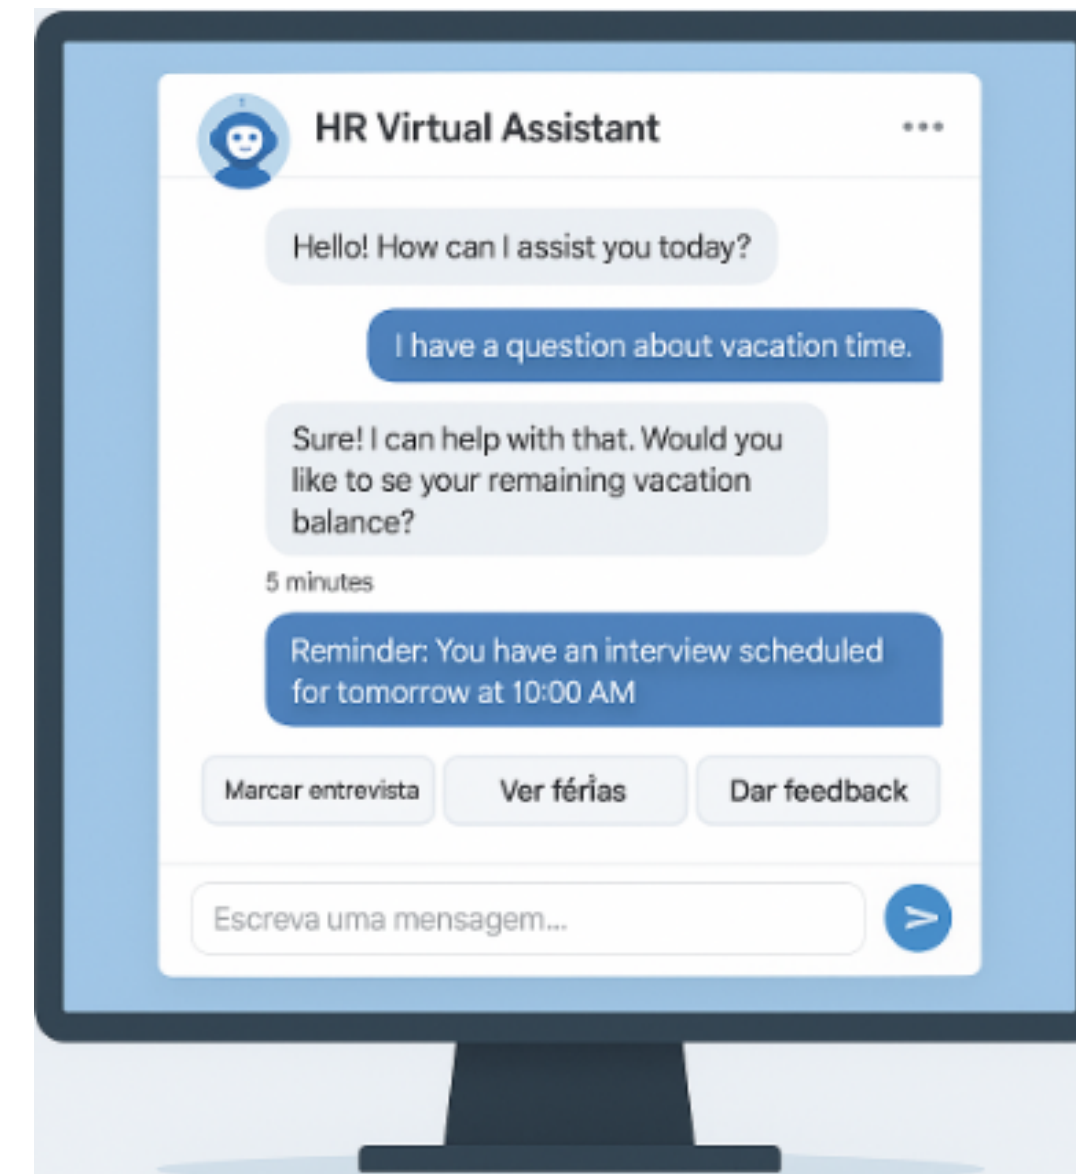 HR Virtual Assistant
Hello! How can I assist you today?
I have a question about vacation time.
Sure! I can help with that. Would you
like to se your remaining vacation
balance?
5 minutes
Reminder: You have an interview scheduled
for tomorrow at 10:00 AM
Marcar entrevista
Ver férias
Dar feedback
Escreva uma mensagem...